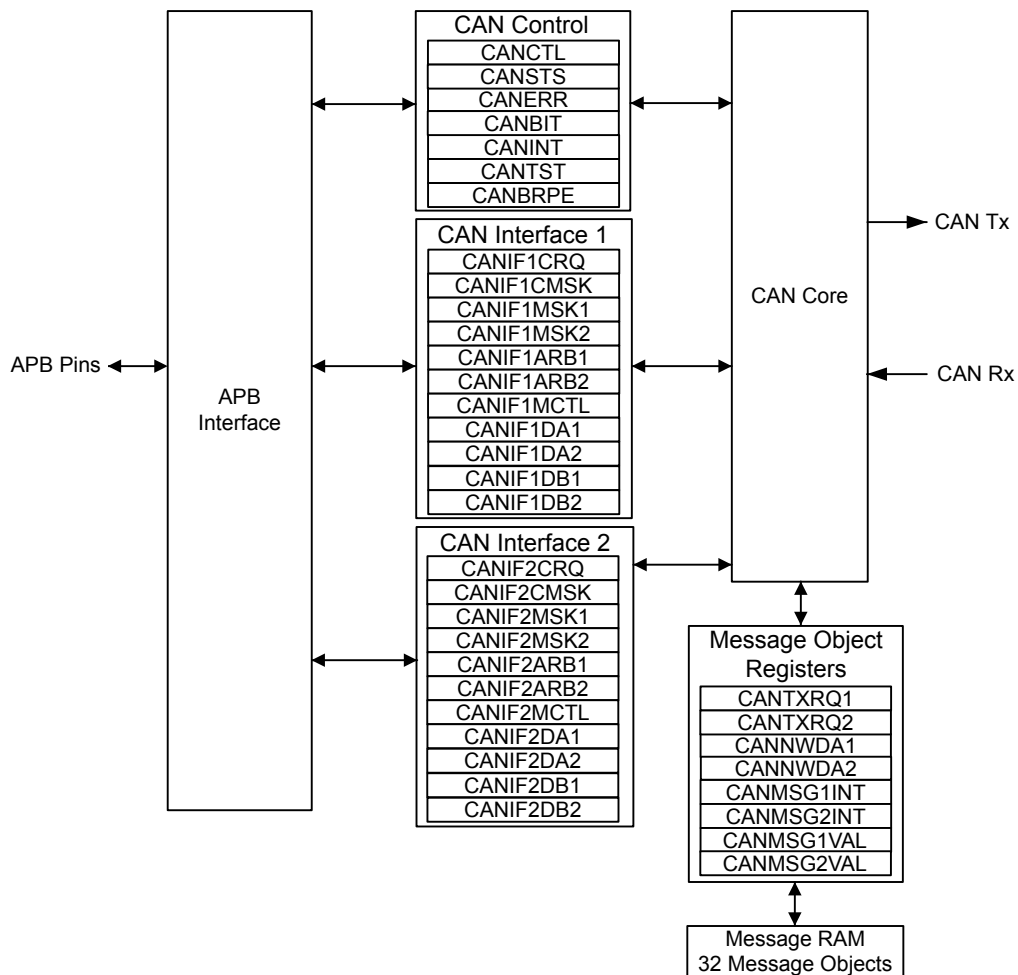 CAN Control
CANCTL
CANSTS
CANERR
CANBIT
CANINT
CANTST
CANBRPE
CAN Interface 1
CANIF1CRQ
CANIF1CMSK
CANIF1MSK1
CANIF1MSK2
CANIF1ARB1
CANIF1ARB2
CANIF1MCTL
CANIF1DA1
CANIF1DA2
CANIF1DB1
CANIF1DB2
CAN Interface 2
CANIF2CRQ
CANIF2CMSK
CANIF2MSK1
CANIF2MSK2
CANIF2ARB1
CANIF2ARB2
CANIF2MCTL
CANIF2DA1
CANIF2DA2
CANIF2DB1
CANIF2DB2
APB Pins
APB
Interface
CAN Core
CAN Tx
CAN Rx
Message Object
Registers
CANTXRQ1
CANTXRQ2
CANNWDA1
CANNWDA2
CANMSG1INT
CANMSG2INT
CANMSG1VAL
CANMSG2VAL
Message RAM
32 Message Objects